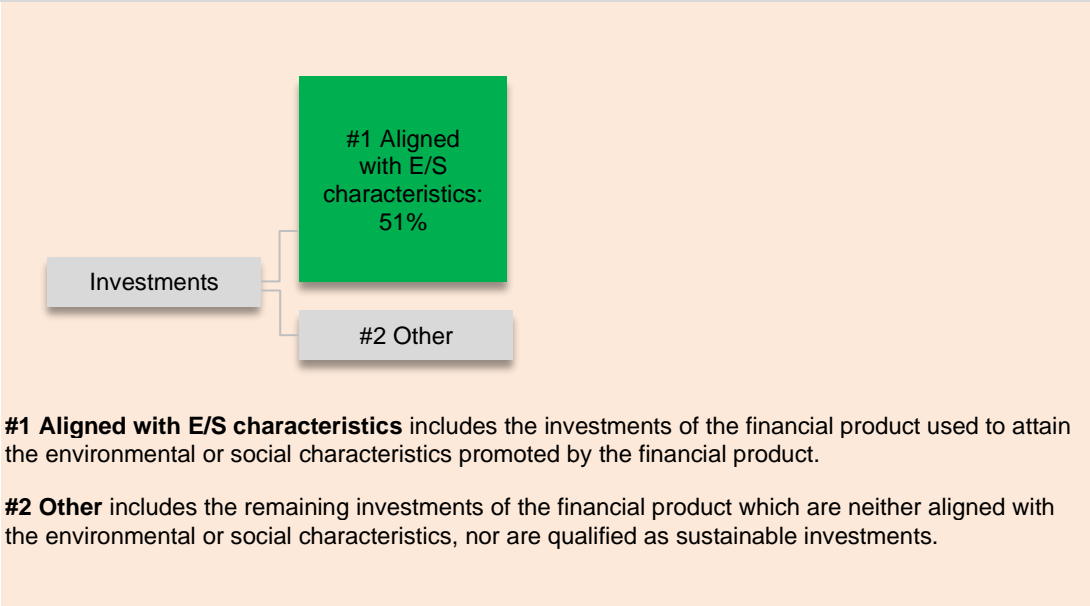 #1 Aligned
with E/S
characteristics:
51%
Investments
#2 Other
#1 Aligned with E/S characteristics includes the investments of the financial product used to attain
the environmental or social characteristics promoted by the financial product.
#2 Other includes the remaining investments of the financial product which are neither aligned with
the environmental or social characteristics, nor are qualified as sustainable investments.